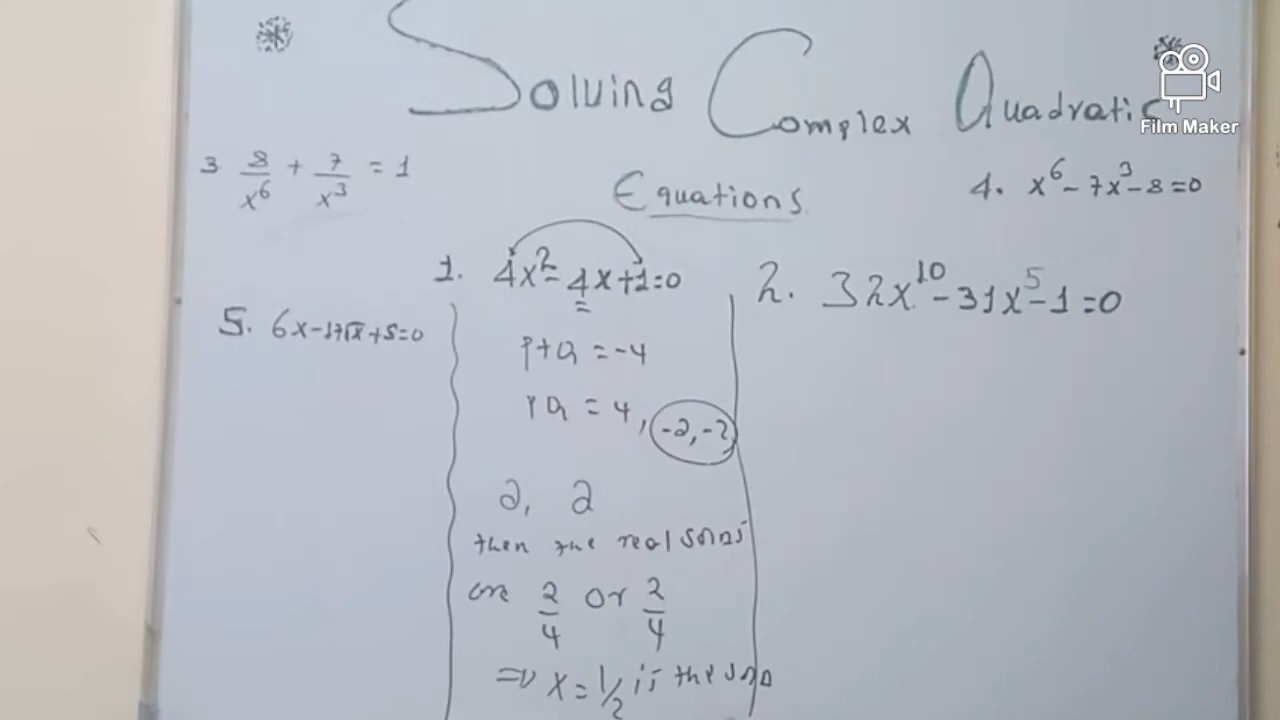 Solving Complex Quadratic
Equations
Film Maker
3 8/x⁶ + 7/x³ = 1
4. x⁶ - 7x³ - 8 = 0
1. 4x² - 4x + 1 = 0
2. 32x¹⁰ - 31x⁵ - 1 = 0
5. 6x - 17√x + 5 = 0
P + Q = -4
PQ = 4, -2, -2
2, 2
then the real
are 2/4 or 2/4
⇒ x = 1/2 is the